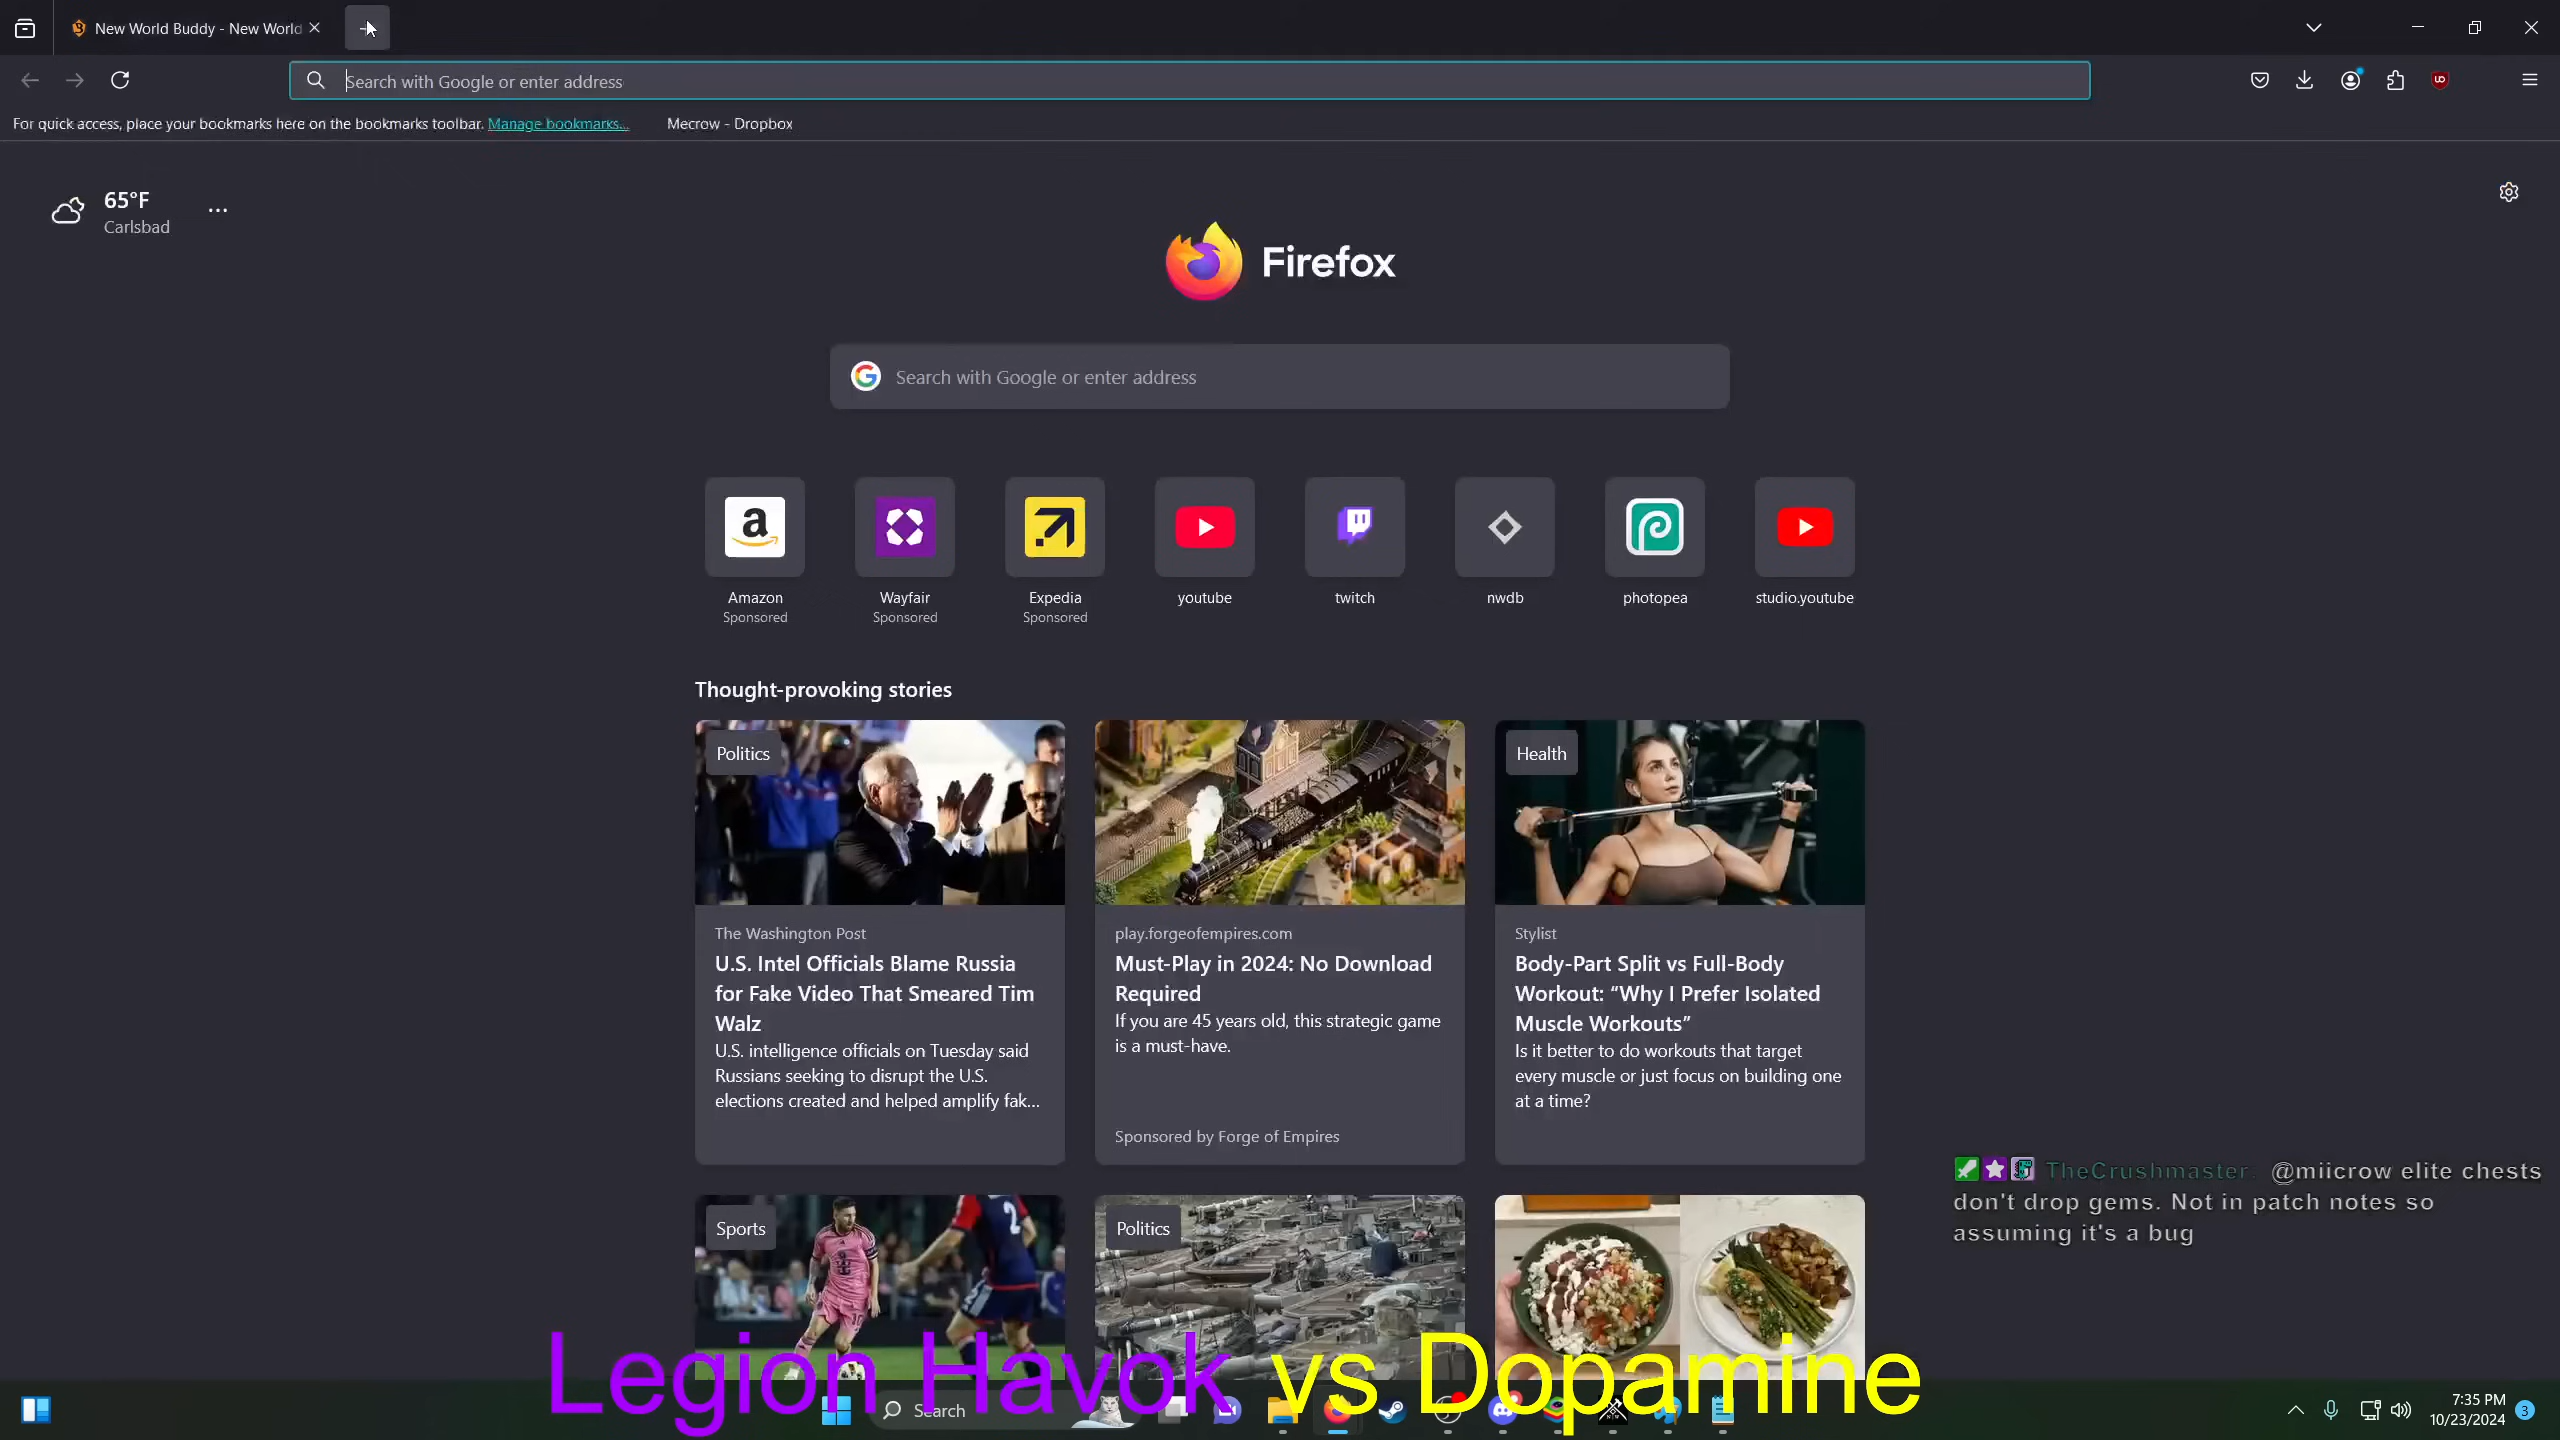 New World Buddy - New World
Search with Google or enter address
For quick access, place your bookmarks here on the bookmarks toolbar. Manage bookmarks...
Mecrow - Dropbox
65°F
Carlsbad
Firefox
Search with Google or enter address
Amazon
Sponsored
Wayfair
Sponsored
Expedia
Sponsored
youtube
twitch
nwdb
photopea
studio.youtube
Thought-provoking stories
Politics
The Washington Post
U.S. Intel Officials Blame Russia
for Fake Video That Smeared Tim
Walz
U.S. intelligence officials on Tuesday said
Russians seeking to disrupt the U.S.
elections created and helped amplify fak...
play.forgeofempires.com
Must-Play in 2024: No Download
Required
If you are 45 years old, this strategic game
is a must-have.
Sponsored by Forge of Empires
Health
Stylist
Body-Part Split vs Full-Body
Workout: “Why I Prefer Isolated
Muscle Workouts”
Is it better to do workouts that target
every muscle or just focus on building one
at a time?
TheCrushmaster: @miicrow elite chests
don't drop gems. Not in patch notes so
assuming it's a bug
Sports
Politics
Legion Havok vs Dopamine
Search
7:35 PM
10/23/2024
3